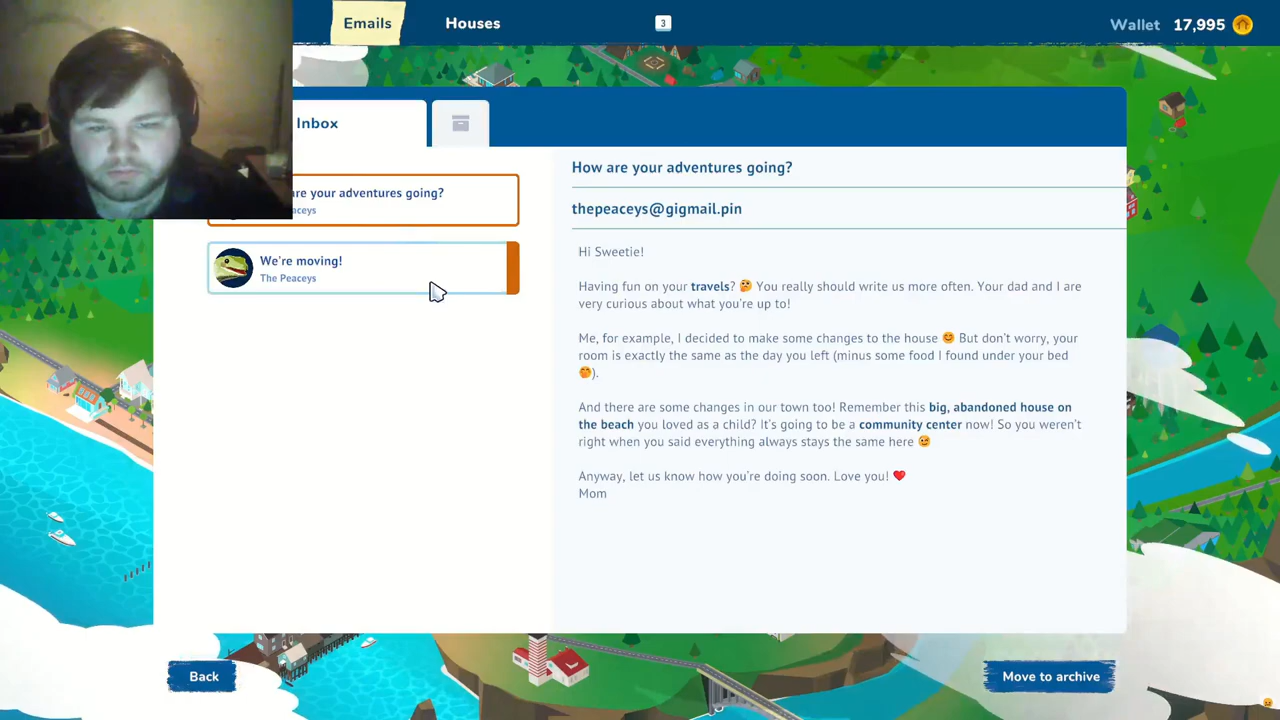 Emails
Houses
3
Wallet 17,995
Inbox
How are your adventures going?
thepeaceys@gigmail.pin
re your adventures going?
aceys
We're moving!
The Peaceys
Hi Sweetie!
Having fun on your travels? 🤔 You really should write us more often. Your dad and I are
very curious about what you're up to!
Me, for example, I decided to make some changes to the house 😊 But don't worry, your
room is exactly the same as the day you left (minus some food I found under your bed
🤭).
And there are some changes in our town too! Remember this big, abandoned house on
the beach you loved as a child? It's going to be a community center now! So you weren't
right when you said everything always stays the same here 😉
Anyway, let us know how you're doing soon. Love you! ❤
Mom
Back
Move to archive